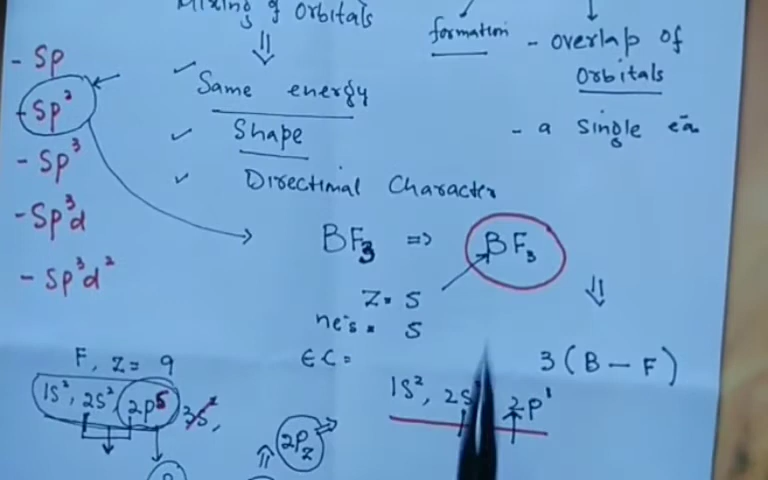 Mixing of Orbitals
⇓
formation - overlap of
Orbitals
- a single
- Sp
- Sp²
- Sp³
- Sp³d
- Sp³d²
✓ Same energy
✓ Shape
✓ Directional Character
BF₃ ⇒ BF₃
⇓
Z = 5
ne's = 5
EC =
3(B-F)
1S², 2S 2P¹
F, Z = 9
1S², 2S², 2P⁵
2Pz ⇒
⇑